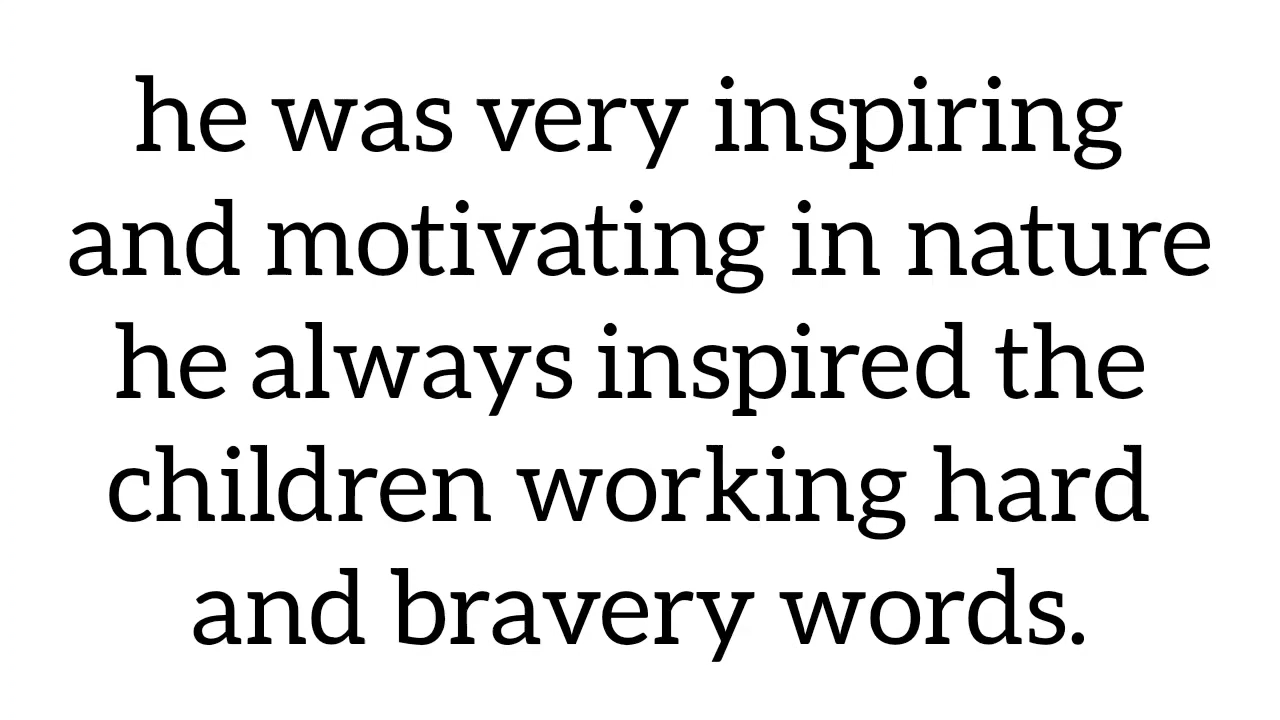 he was very inspiring
and motivating in nature
he always inspired the
children working hard
and bravery words.